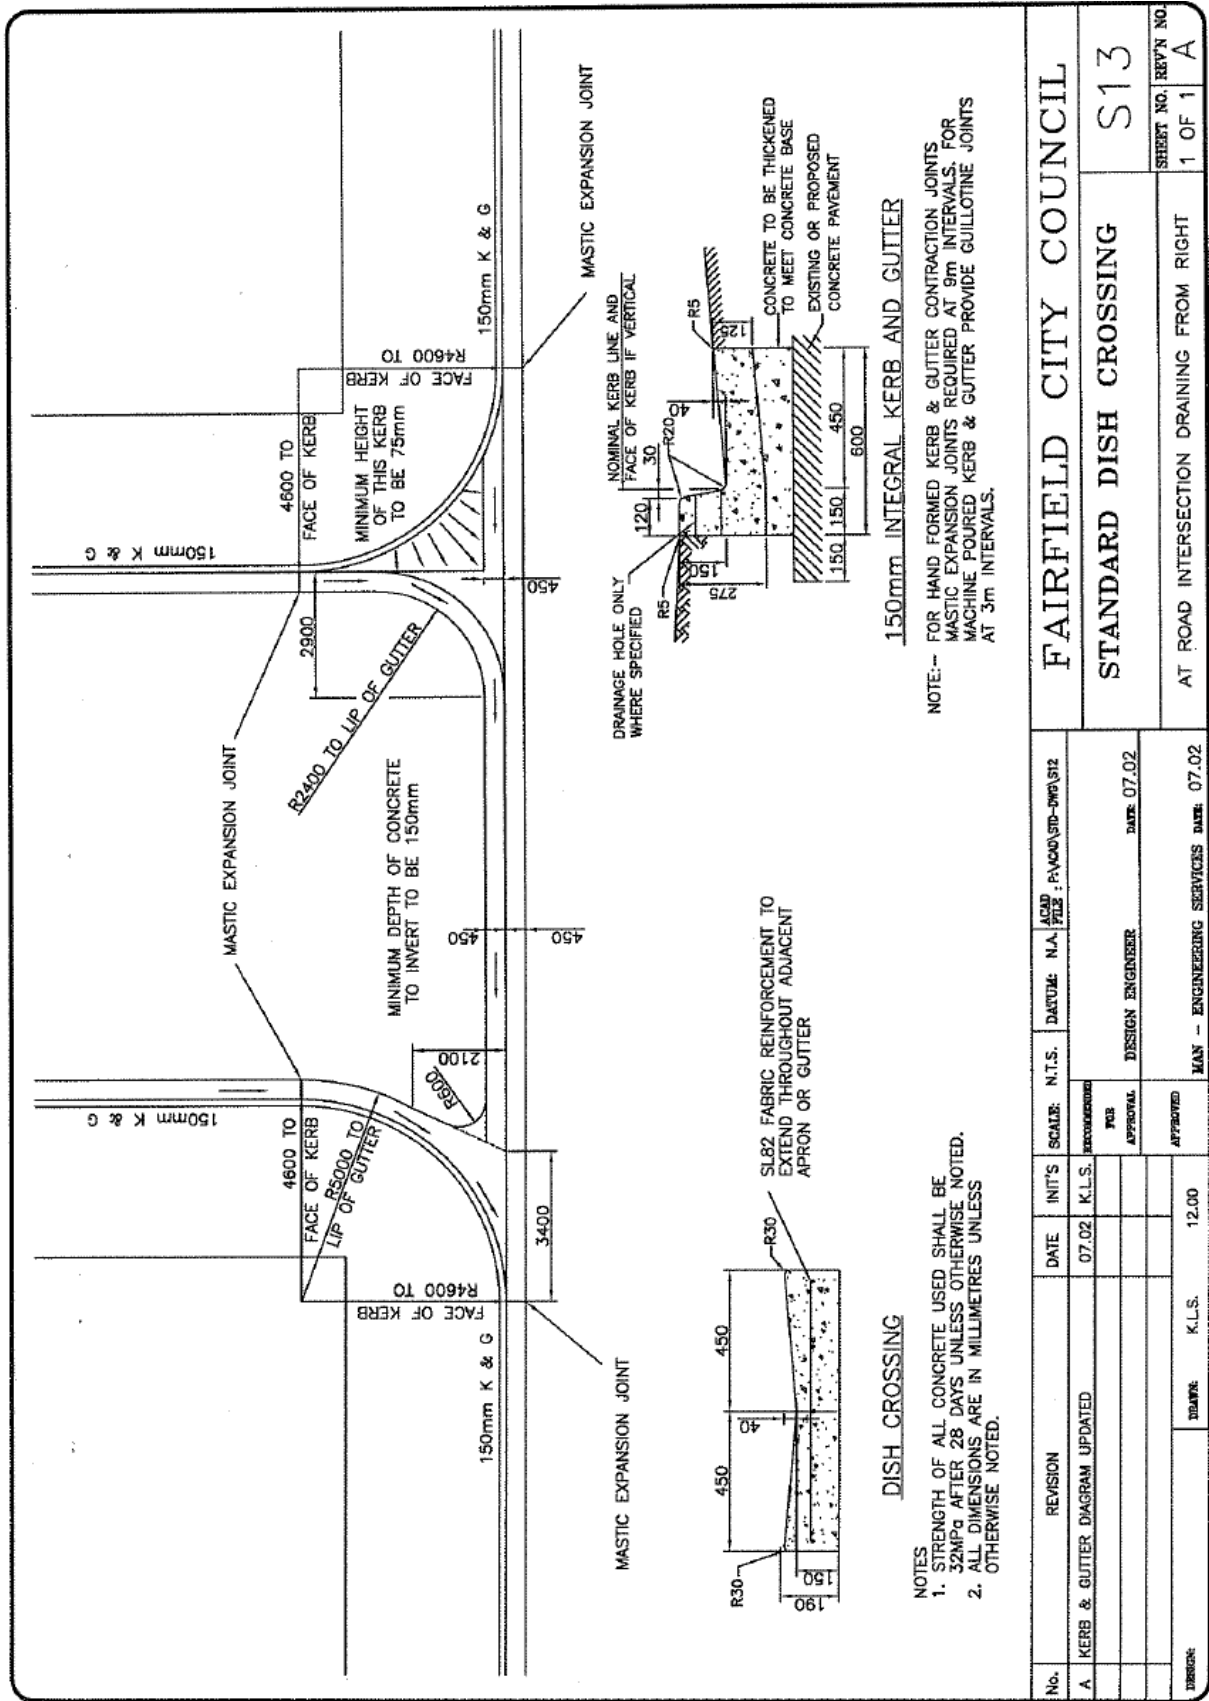 MASTIC EXPANSION JOINT
150mm K & G
4600 TO
FACE OF KERB
R5000 TO
LIP OF GUTTER
R4600 TO
FACE OF KERB
150mm K & G
3400
MASTIC EXPANSION JOINT
2100
R600
MINIMUM DEPTH OF CONCRETE
TO INVERT TO BE 150mm
450
450
R2400 TO LIP OF GUTTER
2900
150mm K & G
4600 TO
FACE OF KERB
MINIMUM HEIGHT
OF THIS KERB
TO BE 75mm
R4600 TO
FACE OF KERB
150mm K & G
450
MASTIC EXPANSION JOINT
R30
450
450
R30
40
150
190
SL82 FABRIC REINFORCEMENT TO
EXTEND THROUGHOUT ADJACENT
APRON OR GUTTER
DISH CROSSING
NOTES
1. STRENGTH OF ALL CONCRETE USED SHALL BE
32MPa AFTER 28 DAYS UNLESS OTHERWISE NOTED.
2. ALL DIMENSIONS ARE IN MILLIMETRES UNLESS
OTHERWISE NOTED.
DRAINAGE HOLE ONLY
WHERE SPECIFIED
NOMINAL KERB LINE AND
FACE OF KERB IF VERTICAL
R5
120
30
R20
40
R5
125
150
275
150
150
450
600
CONCRETE TO BE THICKENED
TO MEET CONCRETE BASE
EXISTING OR PROPOSED
CONCRETE PAVEMENT
150mm INTEGRAL KERB AND GUTTER
NOTE:- FOR HAND FORMED KERB & GUTTER CONTRACTION JOINTS
MASTIC EXPANSION JOINTS REQUIRED AT 9m INTERVALS. FOR
MACHINE POURED KERB & GUTTER PROVIDE GUILLOTINE JOINTS
AT 3m INTERVALS.
No. REVISION DATE INIT'S
A KERB & GUTTER DIAGRAM UPDATED 07.02 K.L.S.
DESIGN: DRAWN: K.L.S. 12.00
SCALE: N.T.S. DATUM: N.A. ACAD FILE : P:\ACAD\STD-DWG\S12
RECOMMENDED
FOR
APPROVAL DESIGN ENGINEER DATE: 07.02
APPROVED
MAN - ENGINEERING SERVICES DATE: 07.02
FAIRFIELD CITY COUNCIL
STANDARD DISH CROSSING
S13
AT ROAD INTERSECTION DRAINING FROM RIGHT
SHEET NO. REV'N NO.
1 OF 1 A